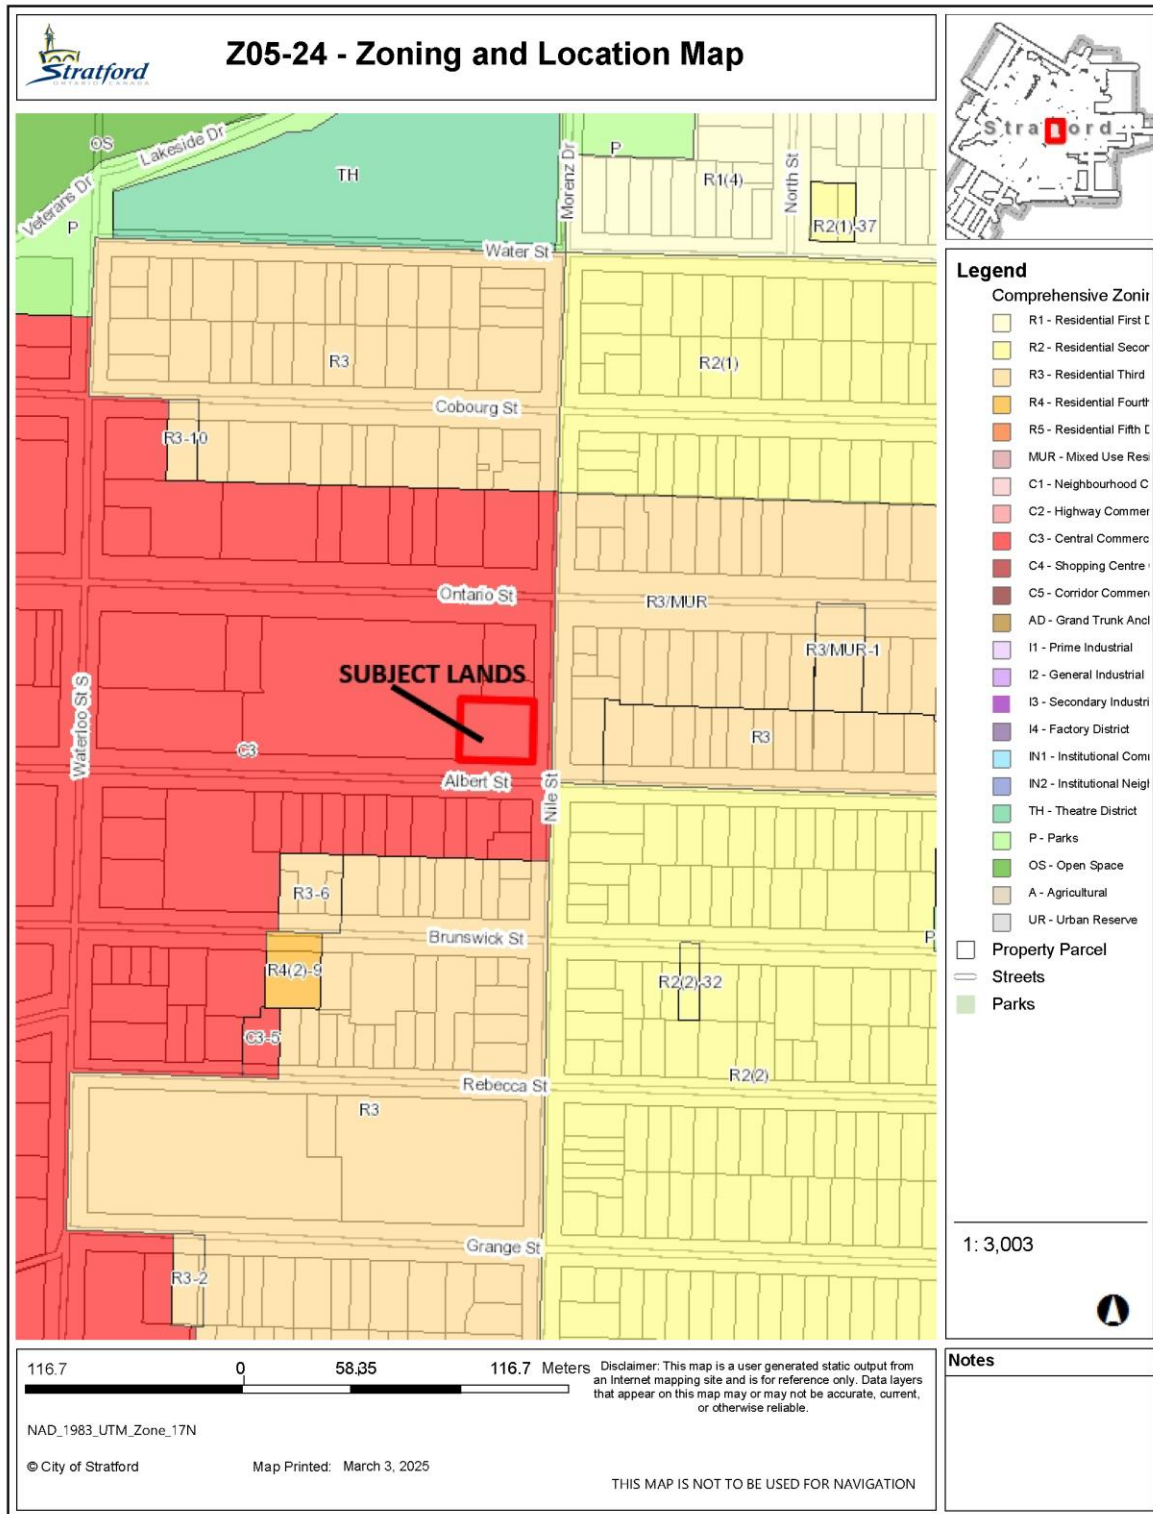 Stratford
ONTARIO CANADA
Z05-24 - Zoning and Location Map
Stratford
OS
Lakeside Dr
Veterans Dr
P
TH
Morenz Dr
P
R1(4)
North St
R2(1)-37
Water St
R3
R2(1)
Cobourg St
R3-10
Ontario St
R3/MUR
R3/MUR-1
SUBJECT LANDS
Waterloo St S
C3
R3
Albert St
Nile St
R3-6
Brunswick St
P
R4(2)-9
R2(2)-32
C3-5
Rebecca St
R2(2)
R3
Grange St
R3-2
Legend
Comprehensive Zonin
R1 - Residential First D
R2 - Residential Secon
R3 - Residential Third
R4 - Residential Fourth
R5 - Residential Fifth D
MUR - Mixed Use Resi
C1 - Neighbourhood C
C2 - Highway Commer
C3 - Central Commerc
C4 - Shopping Centre
C5 - Corridor Commer
AD - Grand Trunk Anc
I1 - Prime Industrial
I2 - General Industrial
I3 - Secondary Industri
I4 - Factory District
IN1 - Institutional Com
IN2 - Institutional Neigh
TH - Theatre District
P - Parks
OS - Open Space
A - Agricultural
UR - Urban Reserve
Property Parcel
Streets
Parks
1: 3,003
116.7 0 58.35 116.7 Meters
Disclaimer: This map is a user generated static output from
an Internet mapping site and is for reference only. Data layers
that appear on this map may or may not be accurate, current,
or otherwise reliable.
NAD_1983_UTM_Zone_17N
© City of Stratford Map Printed: March 3, 2025
THIS MAP IS NOT TO BE USED FOR NAVIGATION
Notes